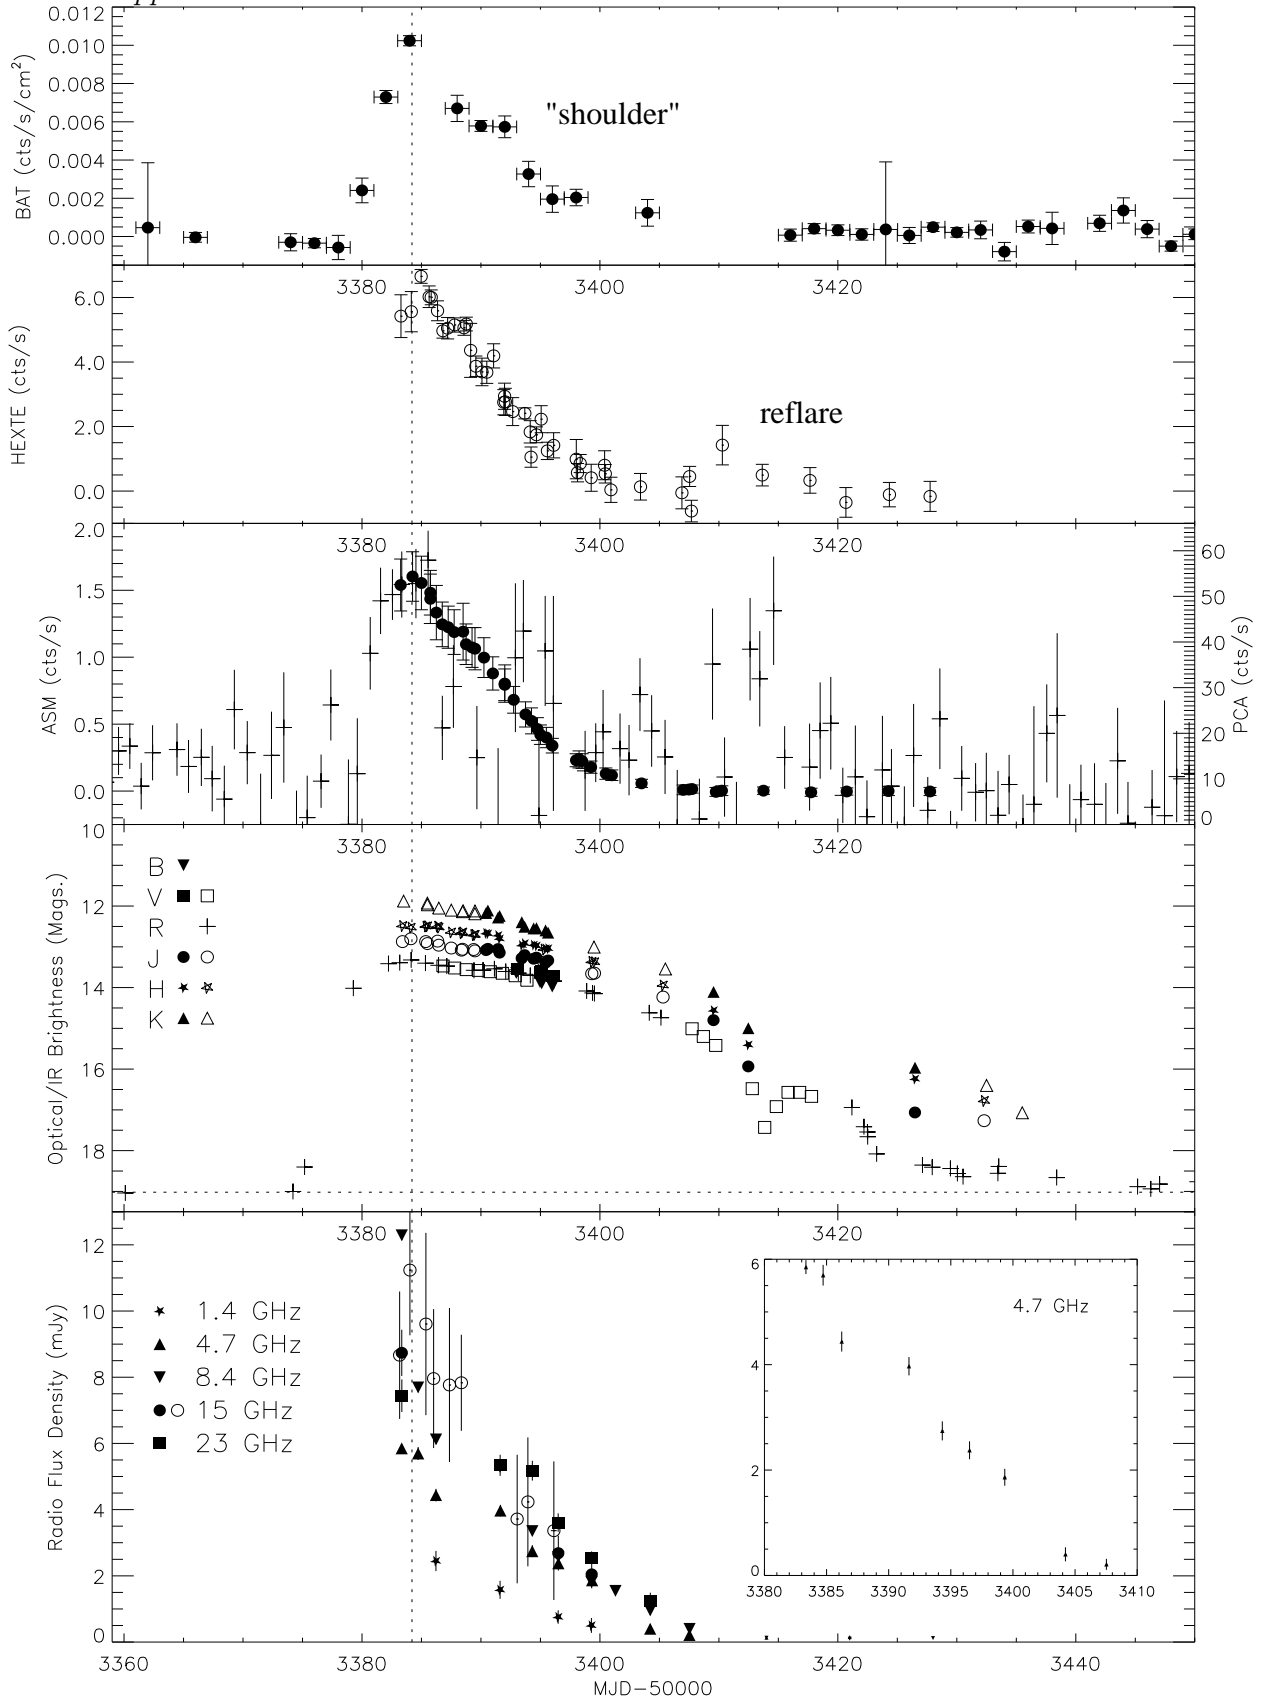 0.012
0.010
0.008
0.006
0.004
0.002
0.000
BAT (cts/s/cm²)
"shoulder"
3380 3400 3420
6.0
4.0
2.0
0.0
HEXTE (cts/s)
reflare
3380 3400 3420
2.0
1.5
1.0
0.5
0.0
ASM (cts/s)
60
50
40
30
20
10
0
PCA (cts/s)
3380 3400 3420
10
12
14
16
18
Optical/IR Brightness (Mags.)
B
V
R
J
H
K
3380 3400 3420
12
10
8
6
4
2
0
Radio Flux Density (mJy)
1.4 GHz
4.7 GHz
8.4 GHz
15 GHz
23 GHz
6
4
2
0
4.7 GHz
3380 3385 3390 3395 3400 3405 3410
3360 3380 3400 3420 3440
MJD-50000